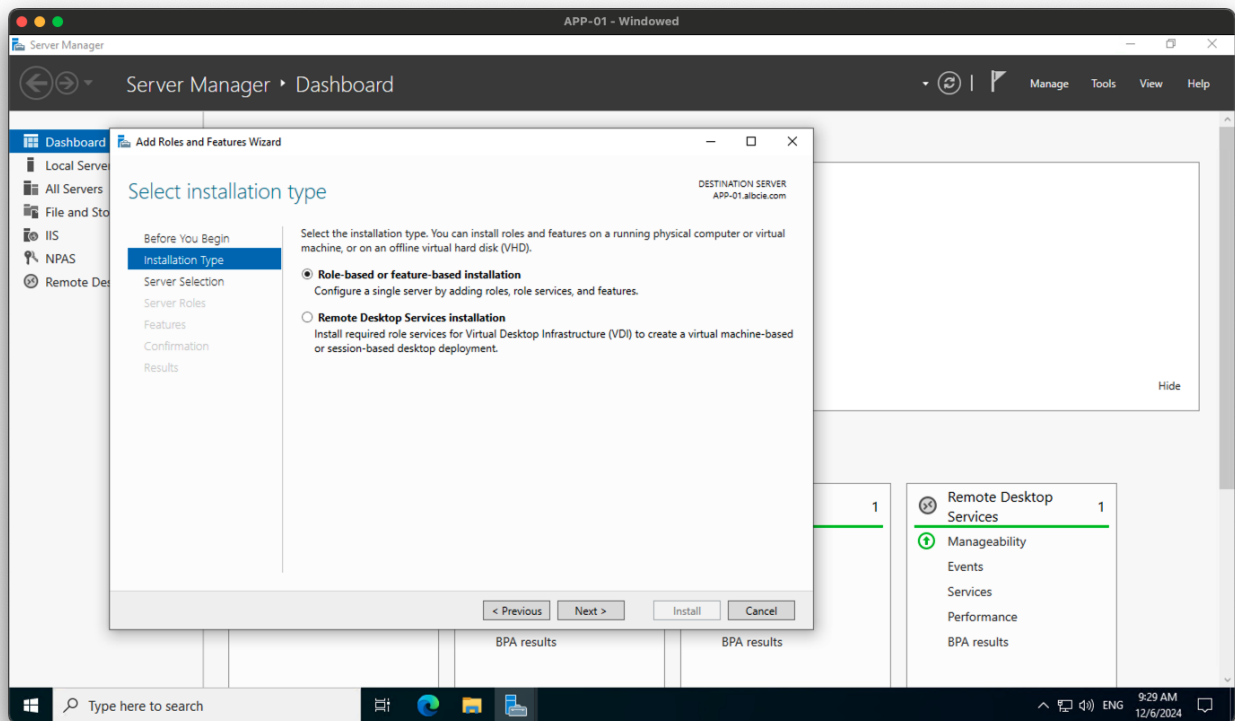 APP-01 - Windowed
Server Manager
Server Manager ‣ Dashboard
Manage Tools View Help
Dashboard
Local Server
All Servers
File and Sto
IIS
NPAS
Remote Des
Add Roles and Features Wizard
Select installation type
DESTINATION SERVER
APP-01.albcie.com
Before You Begin
Installation Type
Server Selection
Server Roles
Features
Confirmation
Results
Select the installation type. You can install roles and features on a running physical computer or virtual
machine, or on an offline virtual hard disk (VHD).
Role-based or feature-based installation
Configure a single server by adding roles, role services, and features.
Remote Desktop Services installation
Install required role services for Virtual Desktop Infrastructure (VDI) to create a virtual machine-based
or session-based desktop deployment.
< Previous Next > Install Cancel
Hide
1
Remote Desktop
Services
1
Manageability
Events
Services
Performance
BPA results
BPA results
BPA results
Type here to search
ENG
9:29 AM
12/6/2024